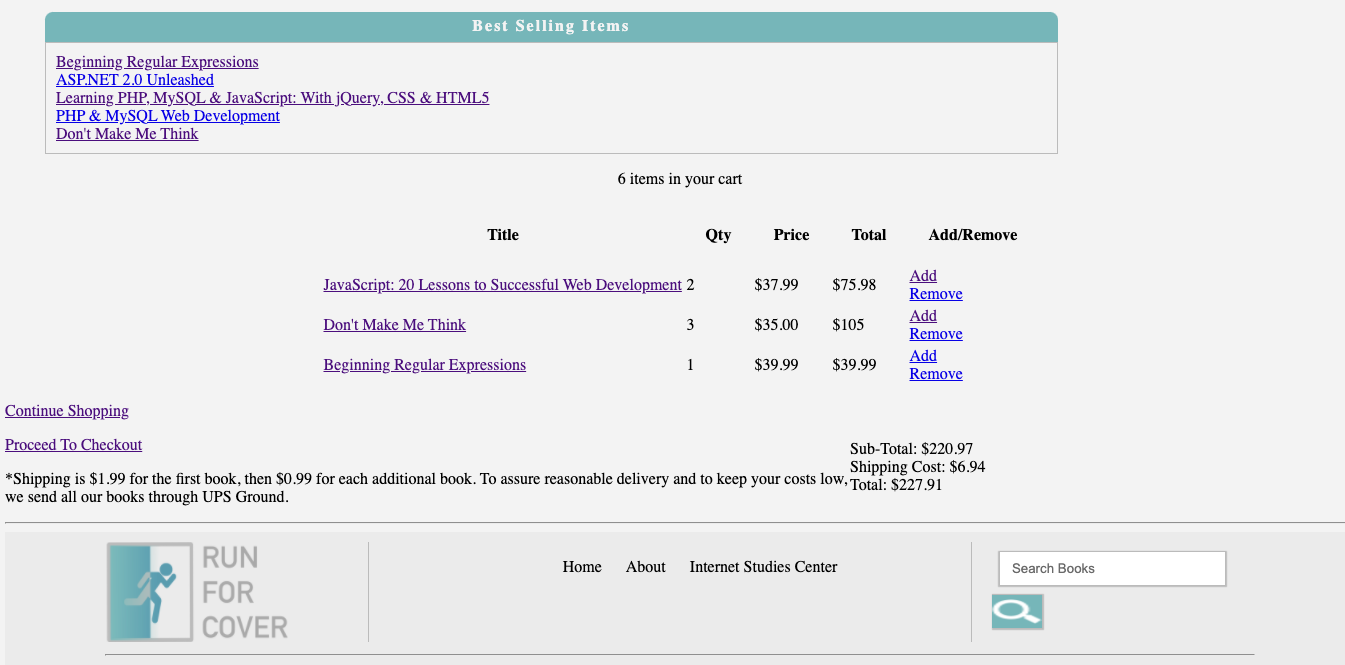 Best Selling Items
Beginning Regular Expressions
ASP.NET 2.0 Unleashed
Learning PHP, MySQL & JavaScript: With jQuery, CSS & HTML5
PHP & MySQL Web Development
Don't Make Me Think
6 items in your cart
Title Qty Price Total Add/Remove
JavaScript: 20 Lessons to Successful Web Development 2 $37.99 $75.98 Add
Remove
Don't Make Me Think 3 $35.00 $105 Add
Remove
Beginning Regular Expressions 1 $39.99 $39.99 Add
Remove
Continue Shopping
Proceed To Checkout
*Shipping is $1.99 for the first book, then $0.99 for each additional book. To assure reasonable delivery and to keep your costs low,
we send all our books through UPS Ground.
Sub-Total: $220.97
Shipping Cost: $6.94
Total: $227.91
RUN
FOR
COVER
Home About Internet Studies Center
Search Books